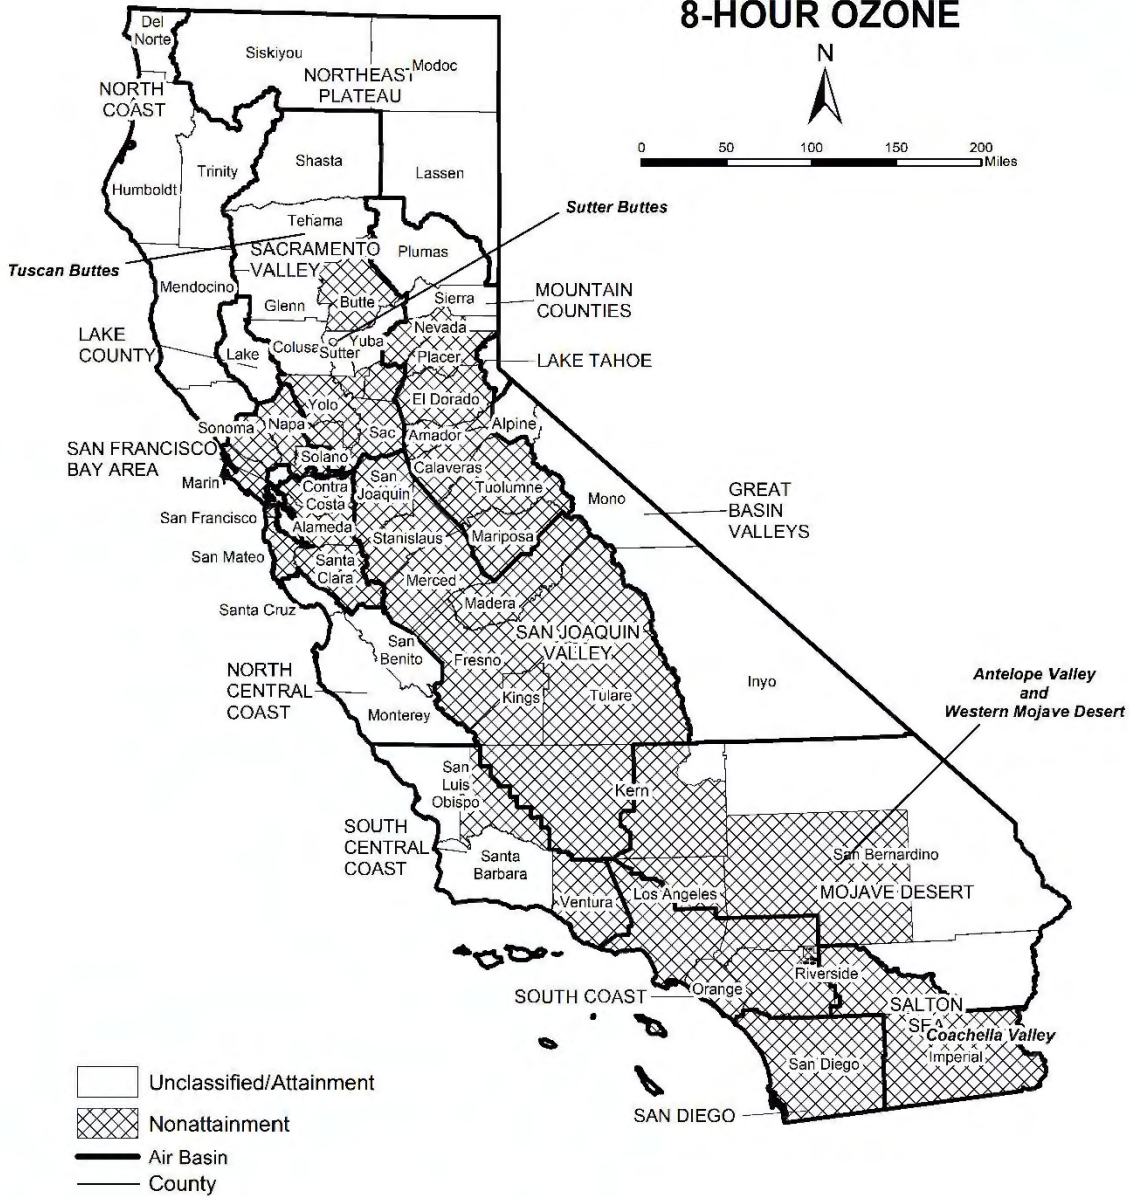 8-HOUR OZONE
N
0 50 100 150 200
Miles
Del
Norte
Siskiyou
Modoc
NORTHEAST
PLATEAU
NORTH
COAST
Shasta
Trinity
Lassen
Humboldt
Sutter Buttes
Tehama
SACRAMENTO
VALLEY
Plumas
Tuscan Buttes
Mendocino
Sierra
MOUNTAIN
COUNTIES
Glenn
Butte
Nevada
LAKE
COUNTY
Lake
Colusa
Sutter
Yuba
Placer
LAKE TAHOE
Yolo
El Dorado
Sonoma
Napa
Sac
Amador
Alpine
SAN FRANCISCO
BAY AREA
Solano
Calaveras
Marin
Contra
Costa
San
Joaquin
Tuolumne
Mono
GREAT
BASIN
VALLEYS
San Francisco
Alameda
Stanislaus
Mariposa
San Mateo
Santa
Clara
Merced
Madera
Santa Cruz
San
Benito
SAN JOAQUIN
VALLEY
Fresno
NORTH
CENTRAL
COAST
Kings
Tulare
Inyo
Monterey
Antelope Valley
and
Western Mojave Desert
San
Luis
Obispo
Kern
SOUTH
CENTRAL
COAST
Santa
Barbara
San Bernardino
MOJAVE DESERT
Ventura
Los Angeles
Riverside
SOUTH COAST
Orange
SALTON
SEA
Coachella Valley
Imperial
San Diego
SAN DIEGO
Unclassified/Attainment
Nonattainment
Air Basin
County